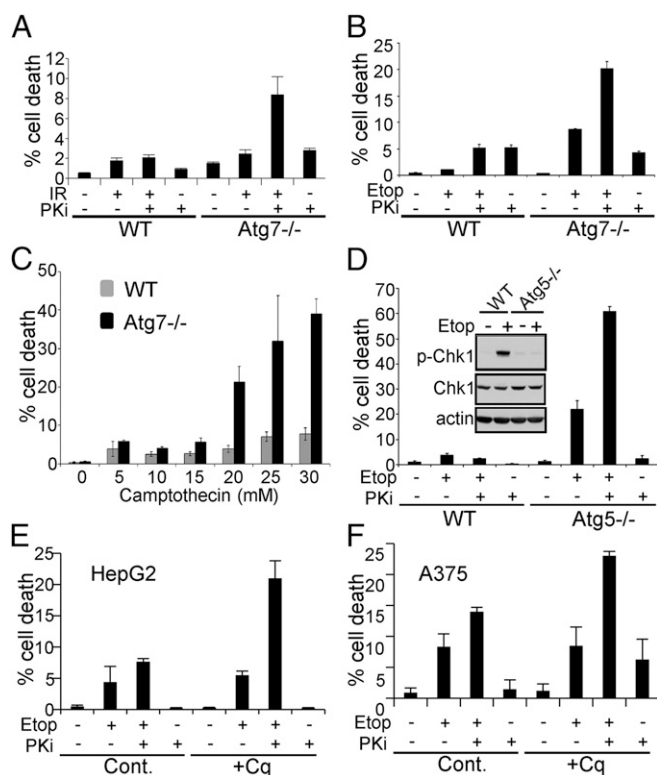 A
% cell death
12
10
8
6
4
2
0
IR - + + - - + + -
PKi - - + + - - + +
WT Atg7-/-
B
% cell death
25
20
15
10
5
0
Etop - + + - - + + -
PKi - - + + - - + +
WT Atg7-/-
C
% cell death
50
40
30
20
10
0
WT
Atg7-/-
0 5 10 15 20 25 30
Camptothecin (mM)
D
% cell death
70
60
50
40
30
20
10
0
WT Atg5-/-
Etop - + - +
p-Chk1
Chk1
actin
Etop - + + - - + + -
PKi - - + + - - + +
WT Atg5-/-
E
HepG2
% cell death
25
20
15
10
5
0
Etop - + + - - + + -
PKi - - + + - - + +
Cont. +Cq
F
A375
% cell death
25
20
15
10
5
0
Etop - + + - - + + -
PKi - - + + - - + +
Cont. +Cq